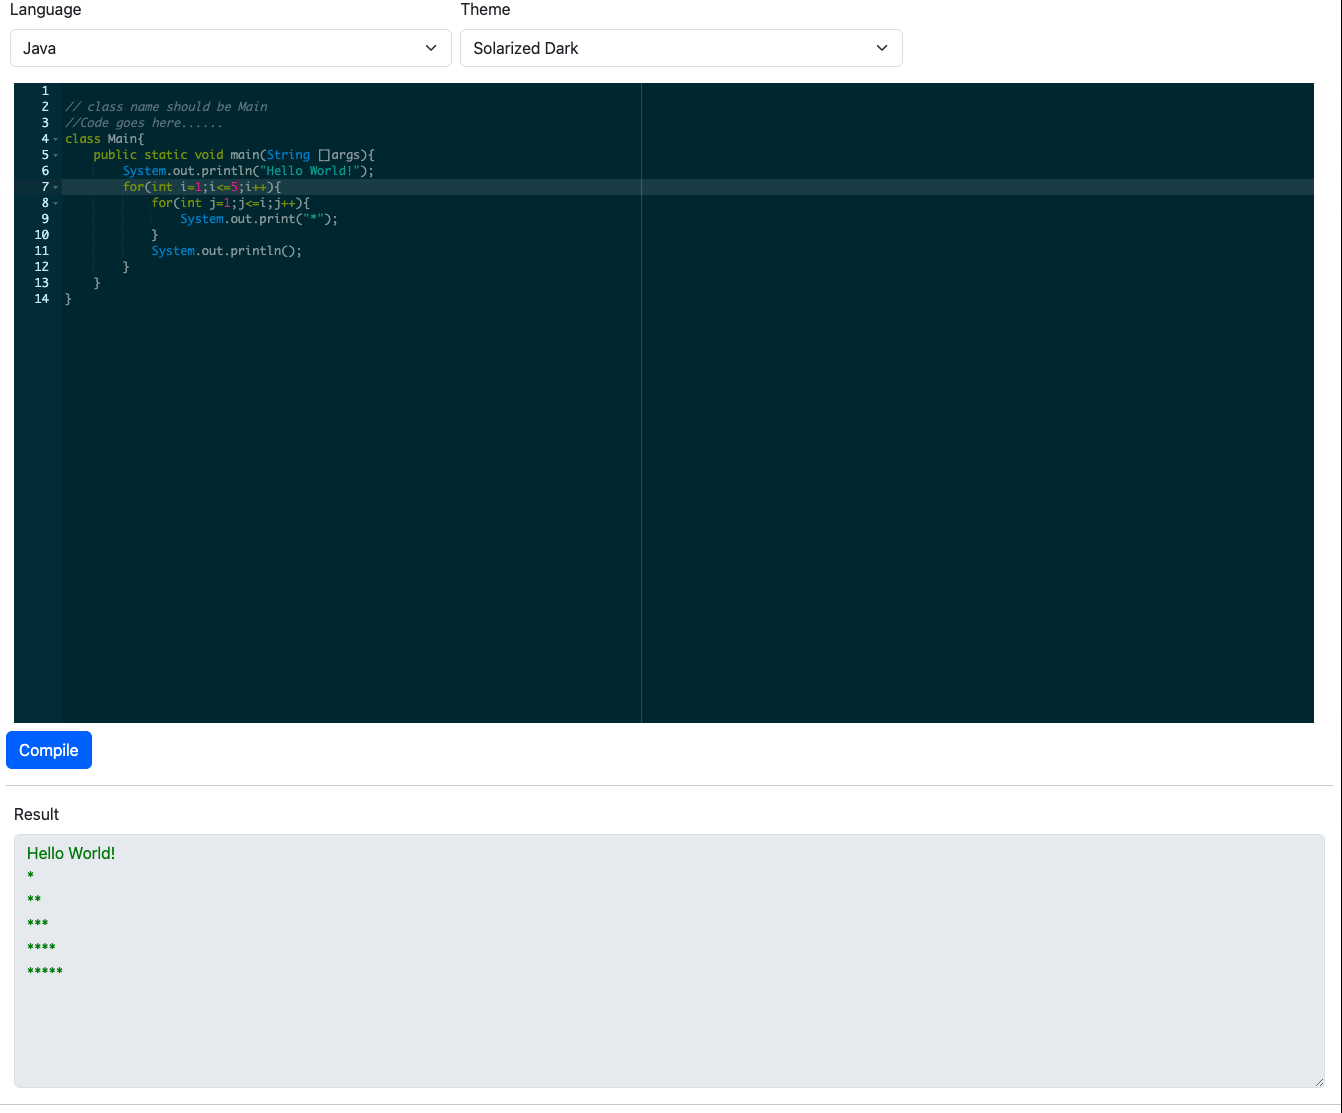 Language Theme
Java Solarized Dark
1
2 // class name should be Main
3 //Code goes here......
4 class Main{
5     public static void main(String []args){
6         System.out.println("Hello World!");
7         for(int i=1;i<=5;i++){
8             for(int j=1;j<=i;j++){
9                 System.out.print("*");
10             }
11             System.out.println();
12         }
13     }
14 }
Compile
Result
Hello World!
*
**
***
****
*****